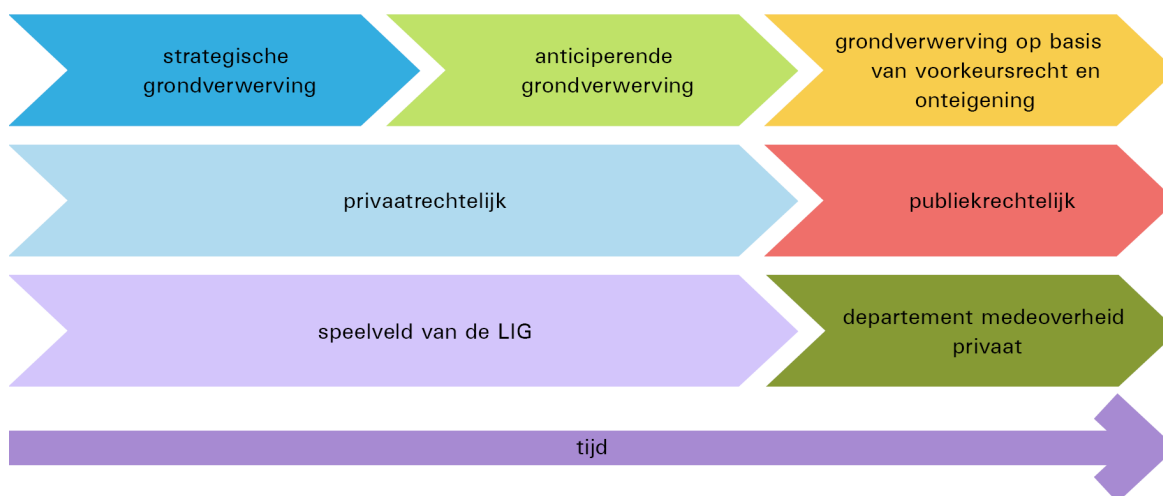 strategische
grondverwerving
anticiperende
grondverwerving
grondverwerving op basis
van voorkeursrecht en
onteigening
privaatrechtelijk
publiekrechtelijk
speelveld van de LIG
departement medeoverheid
privaat
tijd